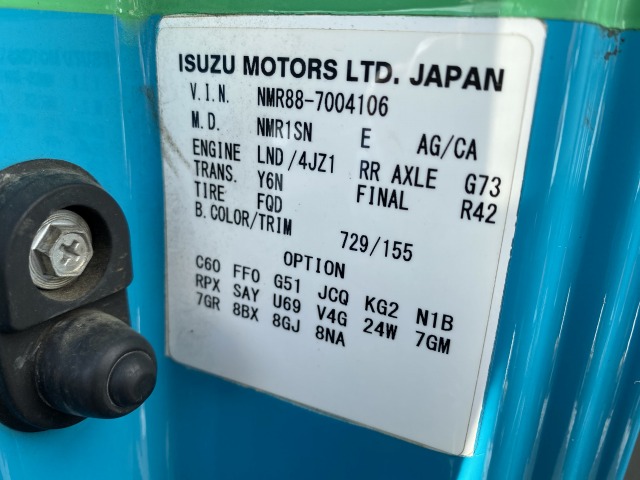 ISUZU MOTORS LTD. JAPAN
V.I.N. NMR88-7004106
M.D. NMR1SN E AG/CA
ENGINE LND/4JZ1 RR AXLE G73
TRANS. Y6N FINAL R42
TIRE FQD
B.COLOR/TRIM 729/155
OPTION
C60 FFO G51 JCQ KG2 N1B
RPX SAY U69 V4G 24W 7GM
7GR 8BX 8GJ 8NA